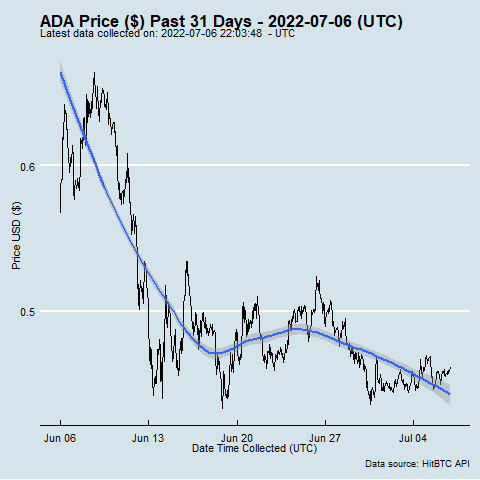 ADA Price ($) Past 31 Days - 2022-07-06 (UTC)
Latest data collected on: 2022-07-06 22:03:48 - UTC
0.6
0.5
Price USD ($)
Jun 06 Jun 13 Jun 20 Jun 27 Jul 04
Date Time Collected (UTC)
Data source: HitBTC API